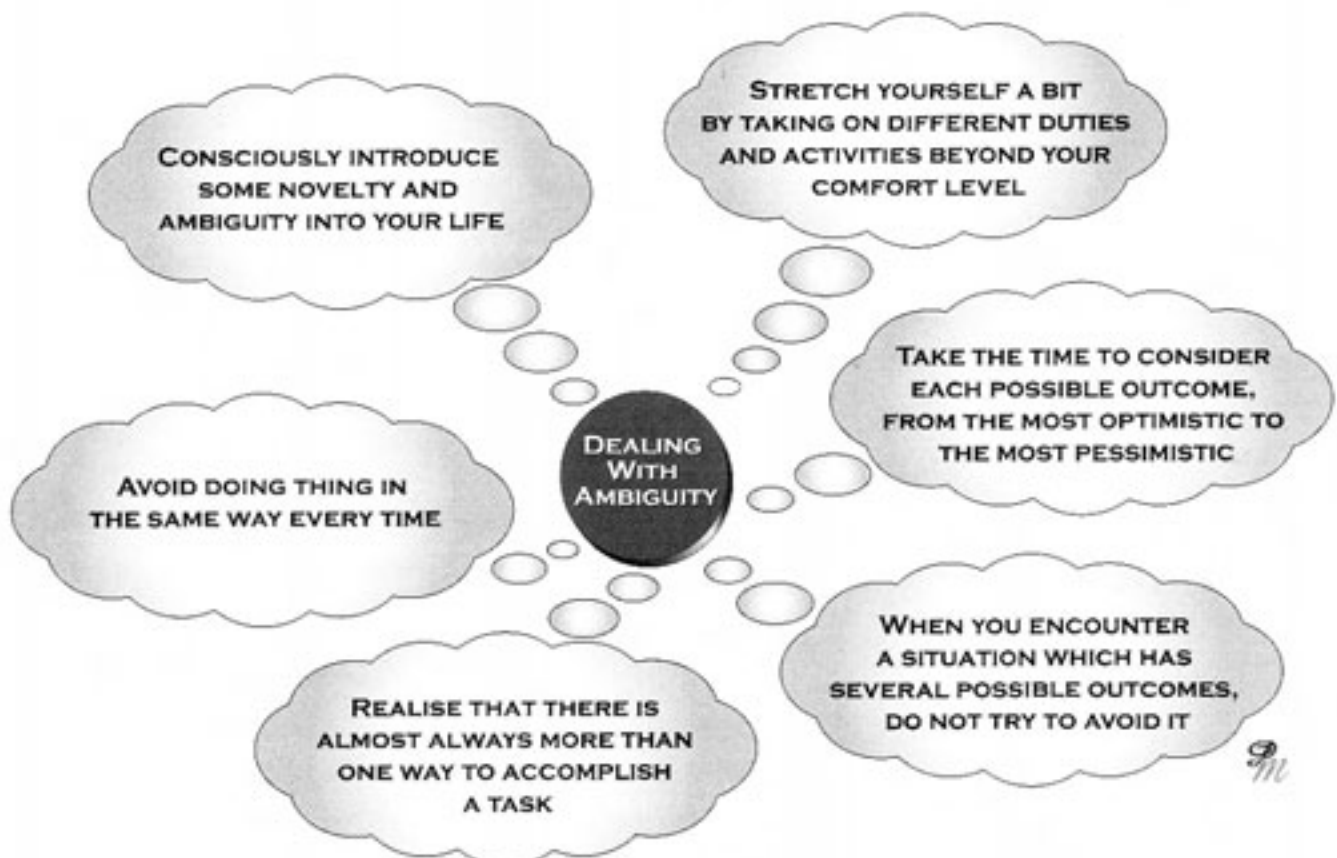 CONSCIOUSLY INTRODUCE
SOME NOVELTY AND
AMBIGUITY INTO YOUR LIFE
STRETCH YOURSELF A BIT
BY TAKING ON DIFFERENT DUTIES
AND ACTIVITIES BEYOND YOUR
COMFORT LEVEL
TAKE THE TIME TO CONSIDER
EACH POSSIBLE OUTCOME,
FROM THE MOST OPTIMISTIC TO
THE MOST PESSIMISTIC
DEALING
WITH
AMBIGUITY
AVOID DOING THING IN
THE SAME WAY EVERY TIME
WHEN YOU ENCOUNTER
A SITUATION WHICH HAS
SEVERAL POSSIBLE OUTCOMES,
DO NOT TRY TO AVOID IT
REALISE THAT THERE IS
ALMOST ALWAYS MORE THAN
ONE WAY TO ACCOMPLISH
A TASK